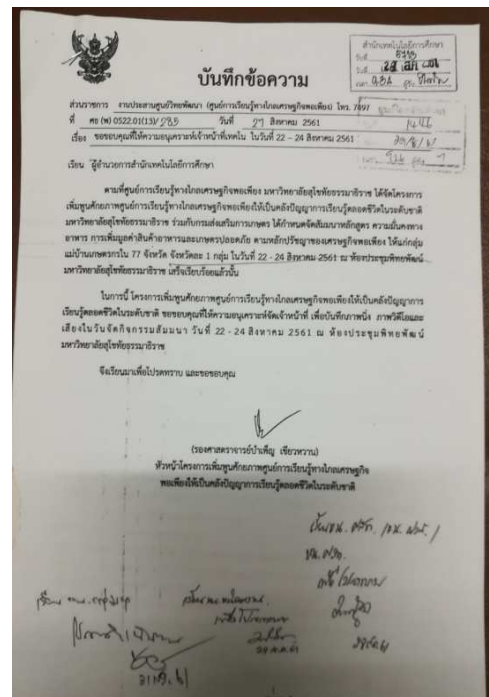 สำนักเทคโนโลยีการศึกษา
บันทึกข้อความ
ส่วนราชการ งานประสานศูนย์วิทยพัฒนา (ศูนย์การเรียนรู้ทางไกลเศรษฐกิจพอเพียง) โทร. 7897
ที่ ศธ (พ) 0522.01(13)/ วันที่ 27 สิงหาคม 2561
เรื่อง ขอขอบคุณที่ให้ความอนุเคราะห์เจ้าหน้าที่เทคโน ในวันที่ 22 – 24 สิงหาคม 2561
เรียน ผู้อำนวยการสำนักเทคโนโลยีการศึกษา
ตามที่ศูนย์การเรียนรู้ทางไกลเศรษฐกิจพอเพียง มหาวิทยาลัยสุโขทัยธรรมาธิราช ได้จัดโครงการ
เพิ่มพูนศักยภาพศูนย์การเรียนรู้ทางไกลเศรษฐกิจพอเพียงให้เป็นคลังปัญญาการเรียนรู้ตลอดชีวิตในระดับชาติ
มหาวิทยาลัยสุโขทัยธรรมาธิราช ร่วมกับกรมส่งเสริมการเกษตร ได้กำหนดจัดสัมมนาหลักสูตร ความมั่นคงทาง
อาหาร การเพิ่มมูลค่าสินค้าอาหารและเกษตรปลอดภัย ตามหลักปรัชญาของเศรษฐกิจพอเพียง ให้แก่กลุ่ม
แม่บ้านเกษตรกรใน 77 จังหวัด จังหวัดละ 1 กลุ่ม ในวันที่ 22 - 24 สิงหาคม 2561 ณ ห้องประชุมพิทยพัฒน์
มหาวิทยาลัยสุโขทัยธรรมาธิราช เสร็จเรียบร้อยแล้วนั้น
ในการนี้ โครงการเพิ่มพูนศักยภาพศูนย์การเรียนรู้ทางไกลเศรษฐกิจพอเพียงให้เป็นคลังปัญญาการ
เรียนรู้ตลอดชีวิตในระดับชาติ ขอขอบคุณที่ให้ความอนุเคราะห์จัดเจ้าหน้าที่ เพื่อบันทึกภาพนิ่ง ภาพวีดีโอและ
เสียงในวันจัดกิจกรรมสัมมนา วันที่ 22 - 24 สิงหาคม 2561 ณ ห้องประชุมพิทยพัฒน์
มหาวิทยาลัยสุโขทัยธรรมาธิราช
จึงเรียนมาเพื่อโปรดทราบ และขอขอบคุณ
(รองศาสตราจารย์บำเพ็ญ เขียวหวาน)
หัวหน้าโครงการเพิ่มพูนศักยภาพศูนย์การเรียนรู้ทางไกลเศรษฐกิจ
พอเพียงให้เป็นคลังปัญญาการเรียนรู้ตลอดชีวิตในระดับชาติ